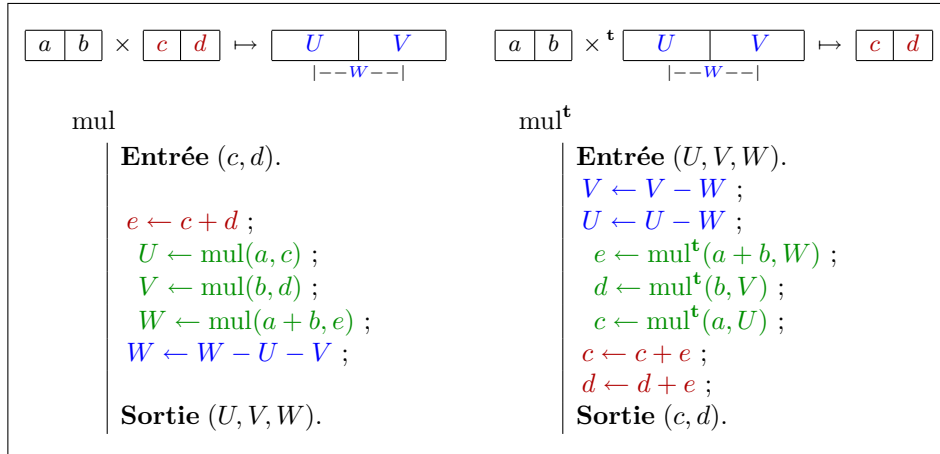 a b × c d ↦ U V
|−−W−−|
a b ×ᵗ U V ↦ c d
|−−W−−|
mul
Entrée (c, d).
e ← c + d ;
U ← mul(a, c) ;
V ← mul(b, d) ;
W ← mul(a + b, e) ;
W ← W − U − V ;
Sortie (U, V, W).
mulᵗ
Entrée (U, V, W).
V ← V − W ;
U ← U − W ;
e ← mulᵗ(a + b, W) ;
d ← mulᵗ(b, V) ;
c ← mulᵗ(a, U) ;
c ← c + e ;
d ← d + e ;
Sortie (c, d).